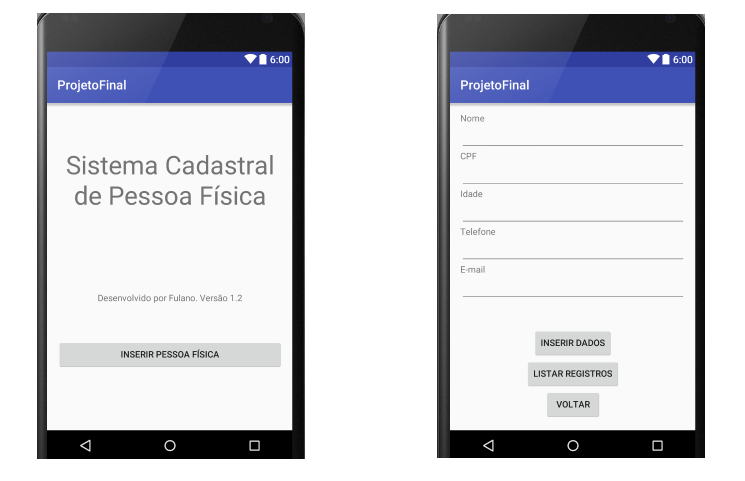 6:00
ProjetoFinal
Sistema Cadastral
de Pessoa Física
Desenvolvido por Fulano. Versão 1.2
INSERIR PESSOA FÍSICA
6:00
ProjetoFinal
Nome
CPF
Idade
Telefone
E-mail
INSERIR DADOS
LISTAR REGISTROS
VOLTAR